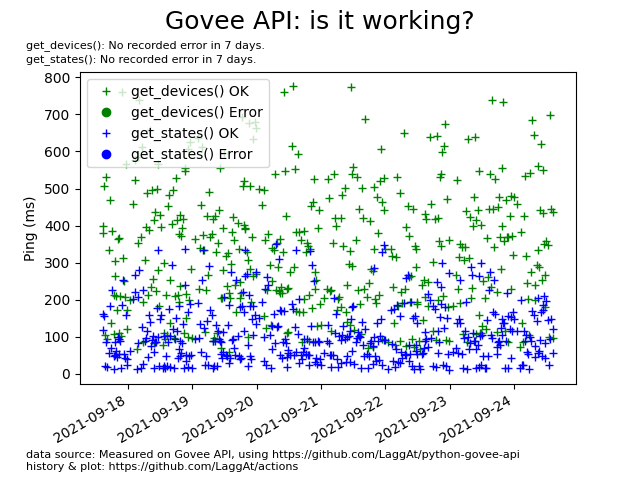 Govee API: is it working?
get_devices(): No recorded error in 7 days.
get_states(): No recorded error in 7 days.
get_devices() OK
get_devices() Error
get_states() OK
get_states() Error
Ping (ms)
800
700
600
500
400
300
200
100
0
2021-09-18
2021-09-19
2021-09-20
2021-09-21
2021-09-22
2021-09-23
2021-09-24
data source: Measured on Govee API, using https://github.com/LaggAt/python-govee-api
history & plot: https://github.com/LaggAt/actions